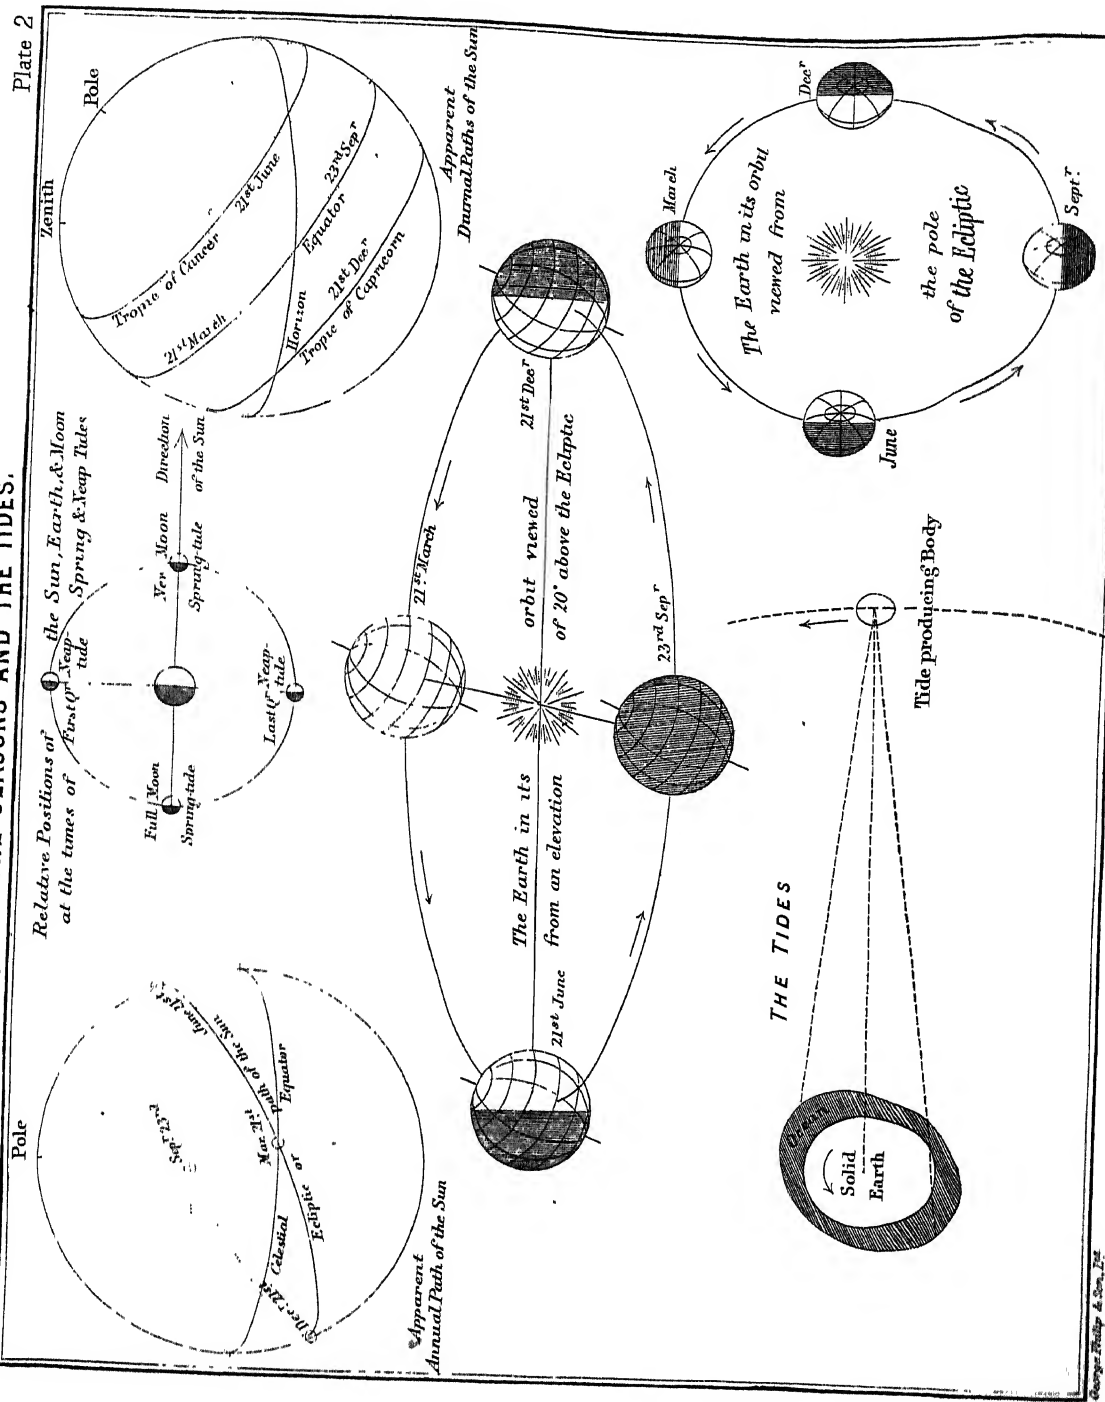 Plate 2
AND THE TIDES.
Pole
Sepr. 23rd
June 21st
Path of the Sun
Mar. 21st
Equator
Celestial
Ecliptic or
Decr. 21st
Apparent
Annual Path of the Sun
Relative Positions of the Sun, Earth, & Moon
at the times of Spring & Neap Tides
First Qr. Neap-
tide
Full Moon
Spring-tide
New Moon
Spring-tide
Direction
of the Sun
Last Qr. Neap-
tide
Zenith
Pole
Tropic of Cancer
21st June
21st March
Equator
23rd Sepr
Horizon
21st Decr
Tropic of Capricorn
Apparent
Diurnal Paths of the Sun
21st March
21st June
21st Decr
The Earth in its orbit viewed
from an elevation of 20° above the Ecliptic
23rd Sepr
THE TIDES
Ocean
Solid
Earth
Tide producing Body
Decr
March
The Earth in its orbit
viewed from
the pole
of the Ecliptic
June
Septr.
George Philip & Son, Ltd.